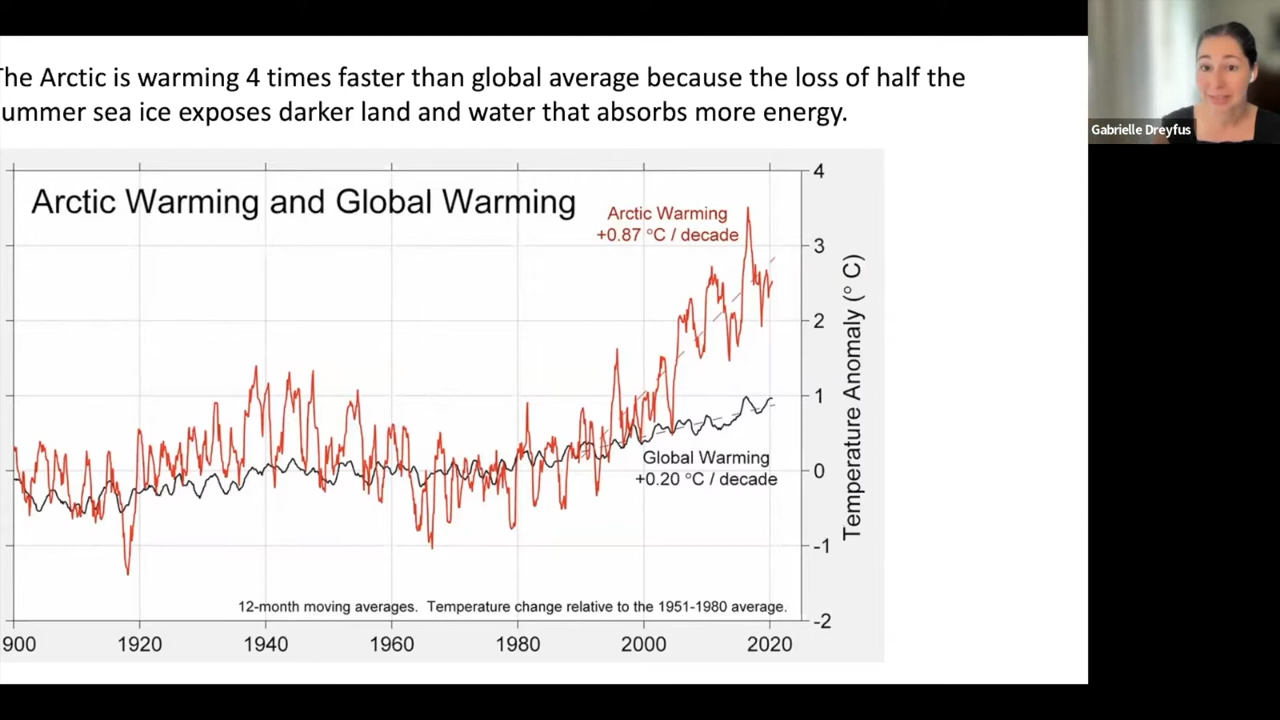 The Arctic is warming 4 times faster than global average because the loss of half the
ummer sea ice exposes darker land and water that absorbs more energy.
Gabrielle Dreyfus
Arctic Warming and Global Warming
Arctic Warming
+0.87 °C / decade
4
3
2
1
0
-1
-2
Temperature Anomaly (° C)
Global Warming
+0.20 °C / decade
12-month moving averages. Temperature change relative to the 1951-1980 average.
900 1920 1940 1960 1980 2000 2020